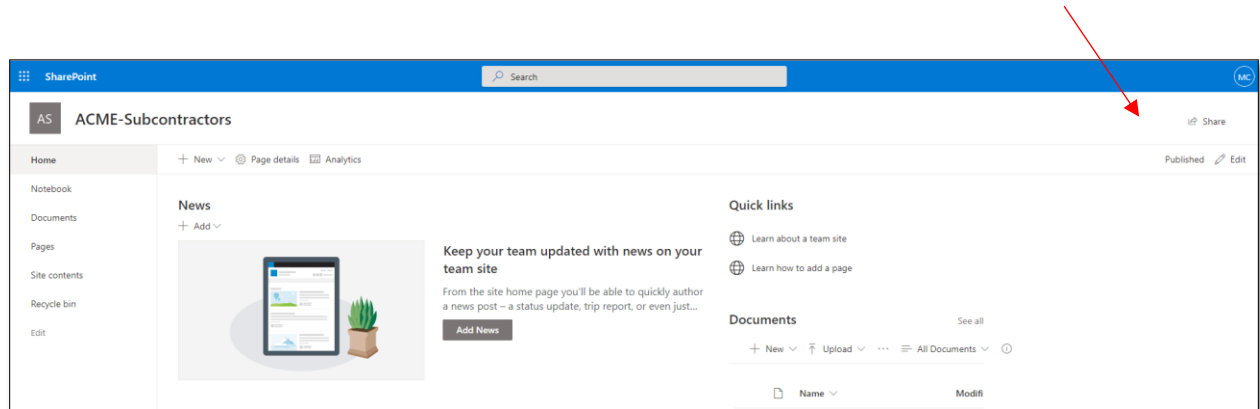 SharePoint
Search
MC
AS ACME-Subcontractors
Share
Home
New Page details Analytics
Published Edit
Notebook
Documents
Pages
Site contents
Recycle bin
Edit
News
Add
Keep your team updated with news on your
team site
From the site home page you'll be able to quickly author
a news post – a status update, trip report, or even just...
Add News
Quick links
Learn about a team site
Learn how to add a page
Documents See all
New Upload ... All Documents
Name Modifi